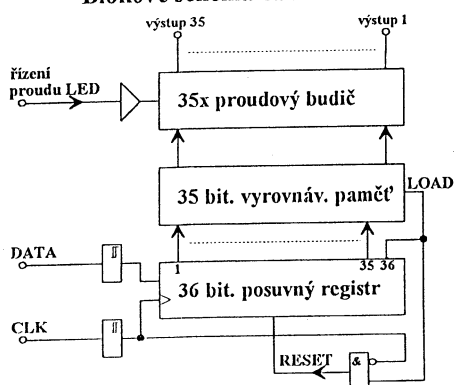 výstup 35 výstup 1
řízení
proudu LED
35x proudový budič
35 bit. vyrovnáv. paměť
LOAD
DATA
1 35 36
36 bit. posuvný registr
CLK
RESET
&